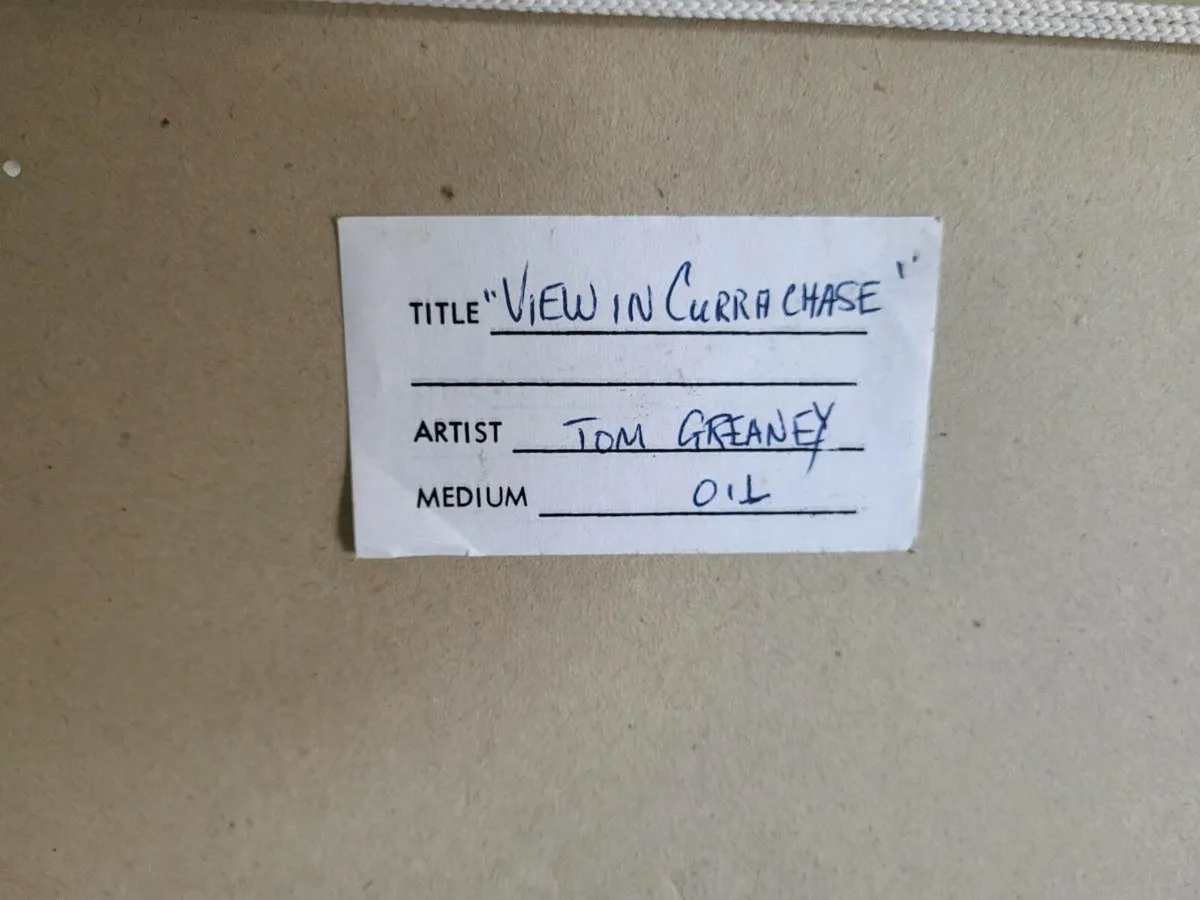 TITLE "VIEW IN CURRA CHASE"
ARTIST TOM GREANEY
MEDIUM OIL